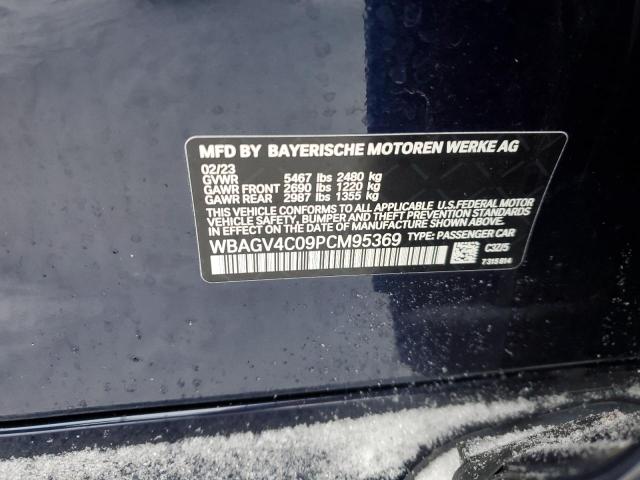 MFD BY BAYERISCHE MOTOREN WERKE AG
02/23
GVWR 5467 lbs 2480 kg
GAWR FRONT 2690 lbs 1220 kg
GAWR REAR 2987 lbs 1355 kg
THIS VEHICLE CONFORMS TO ALL APPLICABLE U.S.FEDERAL MOTOR
VEHICLE SAFETY, BUMPER, AND THEFT PREVENTION
STANDARDS IN EFFECT ON THE DATE OF MANUFACTURE SHOWN ABOVE.
WBAGV4C09PCM95369 TYPE: PASSENGER CAR
C3Z/5
7315814